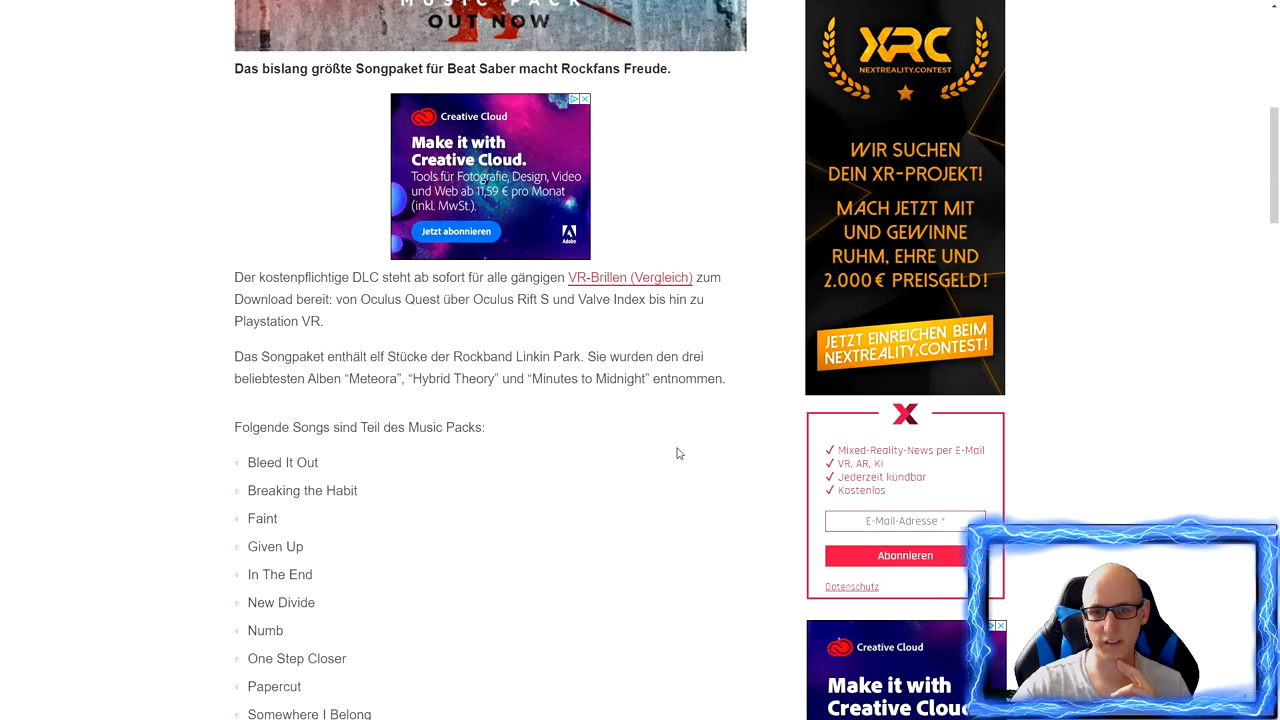 MUSIC PACK
OUT NOW
Das bislang größte Songpaket für Beat Saber macht Rockfans Freude.
Creative Cloud
Make it with
Creative Cloud.
Tools für Fotografie, Design, Video
und Web ab 11,59 € pro Monat
(inkl. MwSt.).
Jetzt abonnieren
Adobe
Der kostenpflichtige DLC steht ab sofort für alle gängigen VR-Brillen (Vergleich) zum
Download bereit: von Oculus Quest über Oculus Rift S und Valve Index bis hin zu
Playstation VR.
Das Songpaket enthält elf Stücke der Rockband Linkin Park. Sie wurden den drei
beliebtesten Alben “Meteora”, “Hybrid Theory” und “Minutes to Midnight” entnommen.
Folgende Songs sind Teil des Music Packs:
Bleed It Out
Breaking the Habit
Faint
Given Up
In The End
New Divide
Numb
One Step Closer
Papercut
Somewhere I Belong
XRC
NEXTREALITY.CONTEST
WIR SUCHEN
DEIN XR-PROJEKT!
MACH JETZT MIT
UND GEWINNE
RUHM, EHRE UND
2.000 € PREISGELD!
JETZT EINREICHEN BEIM
NEXTREALITY.CONTEST!
X
✓ Mixed-Reality-News per E-Mail
✓ VR, AR, KI
✓ Jederzeit kündbar
✓ Kostenlos
E-Mail-Adresse *
Abonnieren
Datenschutz
Creative Cloud
Make it with
Creative Cloud